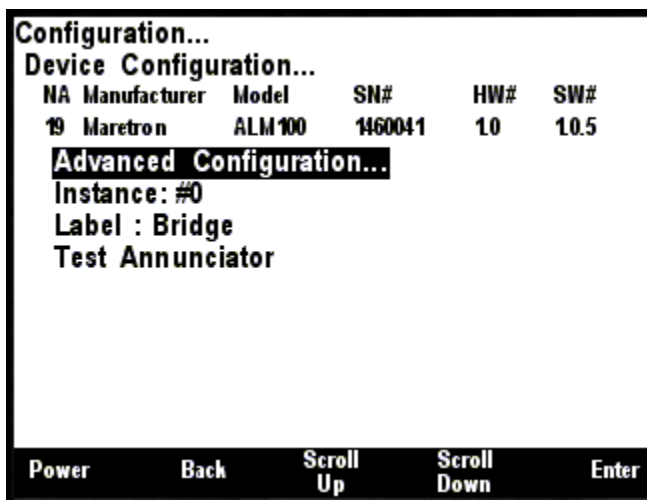 Configuration...
Device Configuration...
NA Manufacturer Model SN# HW# SW#
19 Maretron ALM100 1460041 1.0 1.0.5
Advanced Configuration...
Instance: #0
Label : Bridge
Test Annunciator
Power Back Scroll Up Scroll Down Enter